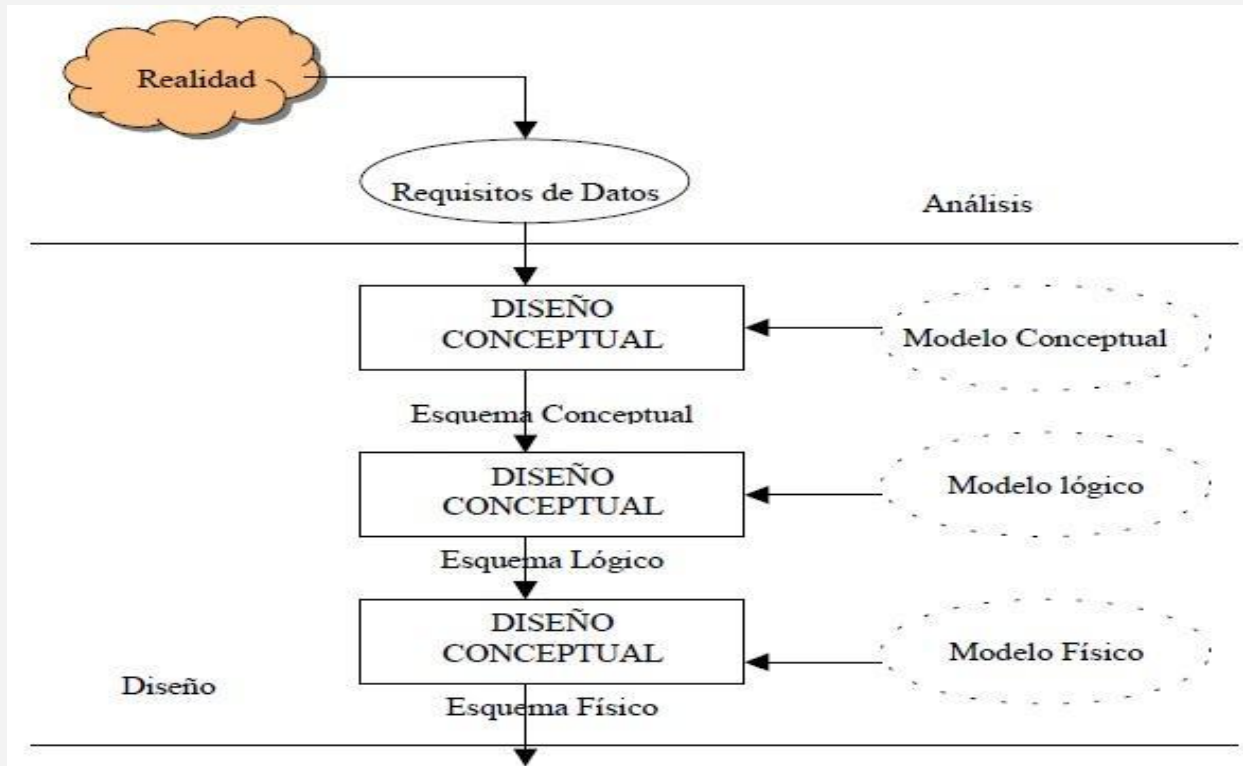 Realidad
Requisitos de Datos
Análisis
DISEÑO
CONCEPTUAL
Modelo Conceptual
Esquema Conceptual
DISEÑO
CONCEPTUAL
Modelo lógico
Esquema Lógico
DISEÑO
CONCEPTUAL
Modelo Físico
Diseño
Esquema Físico